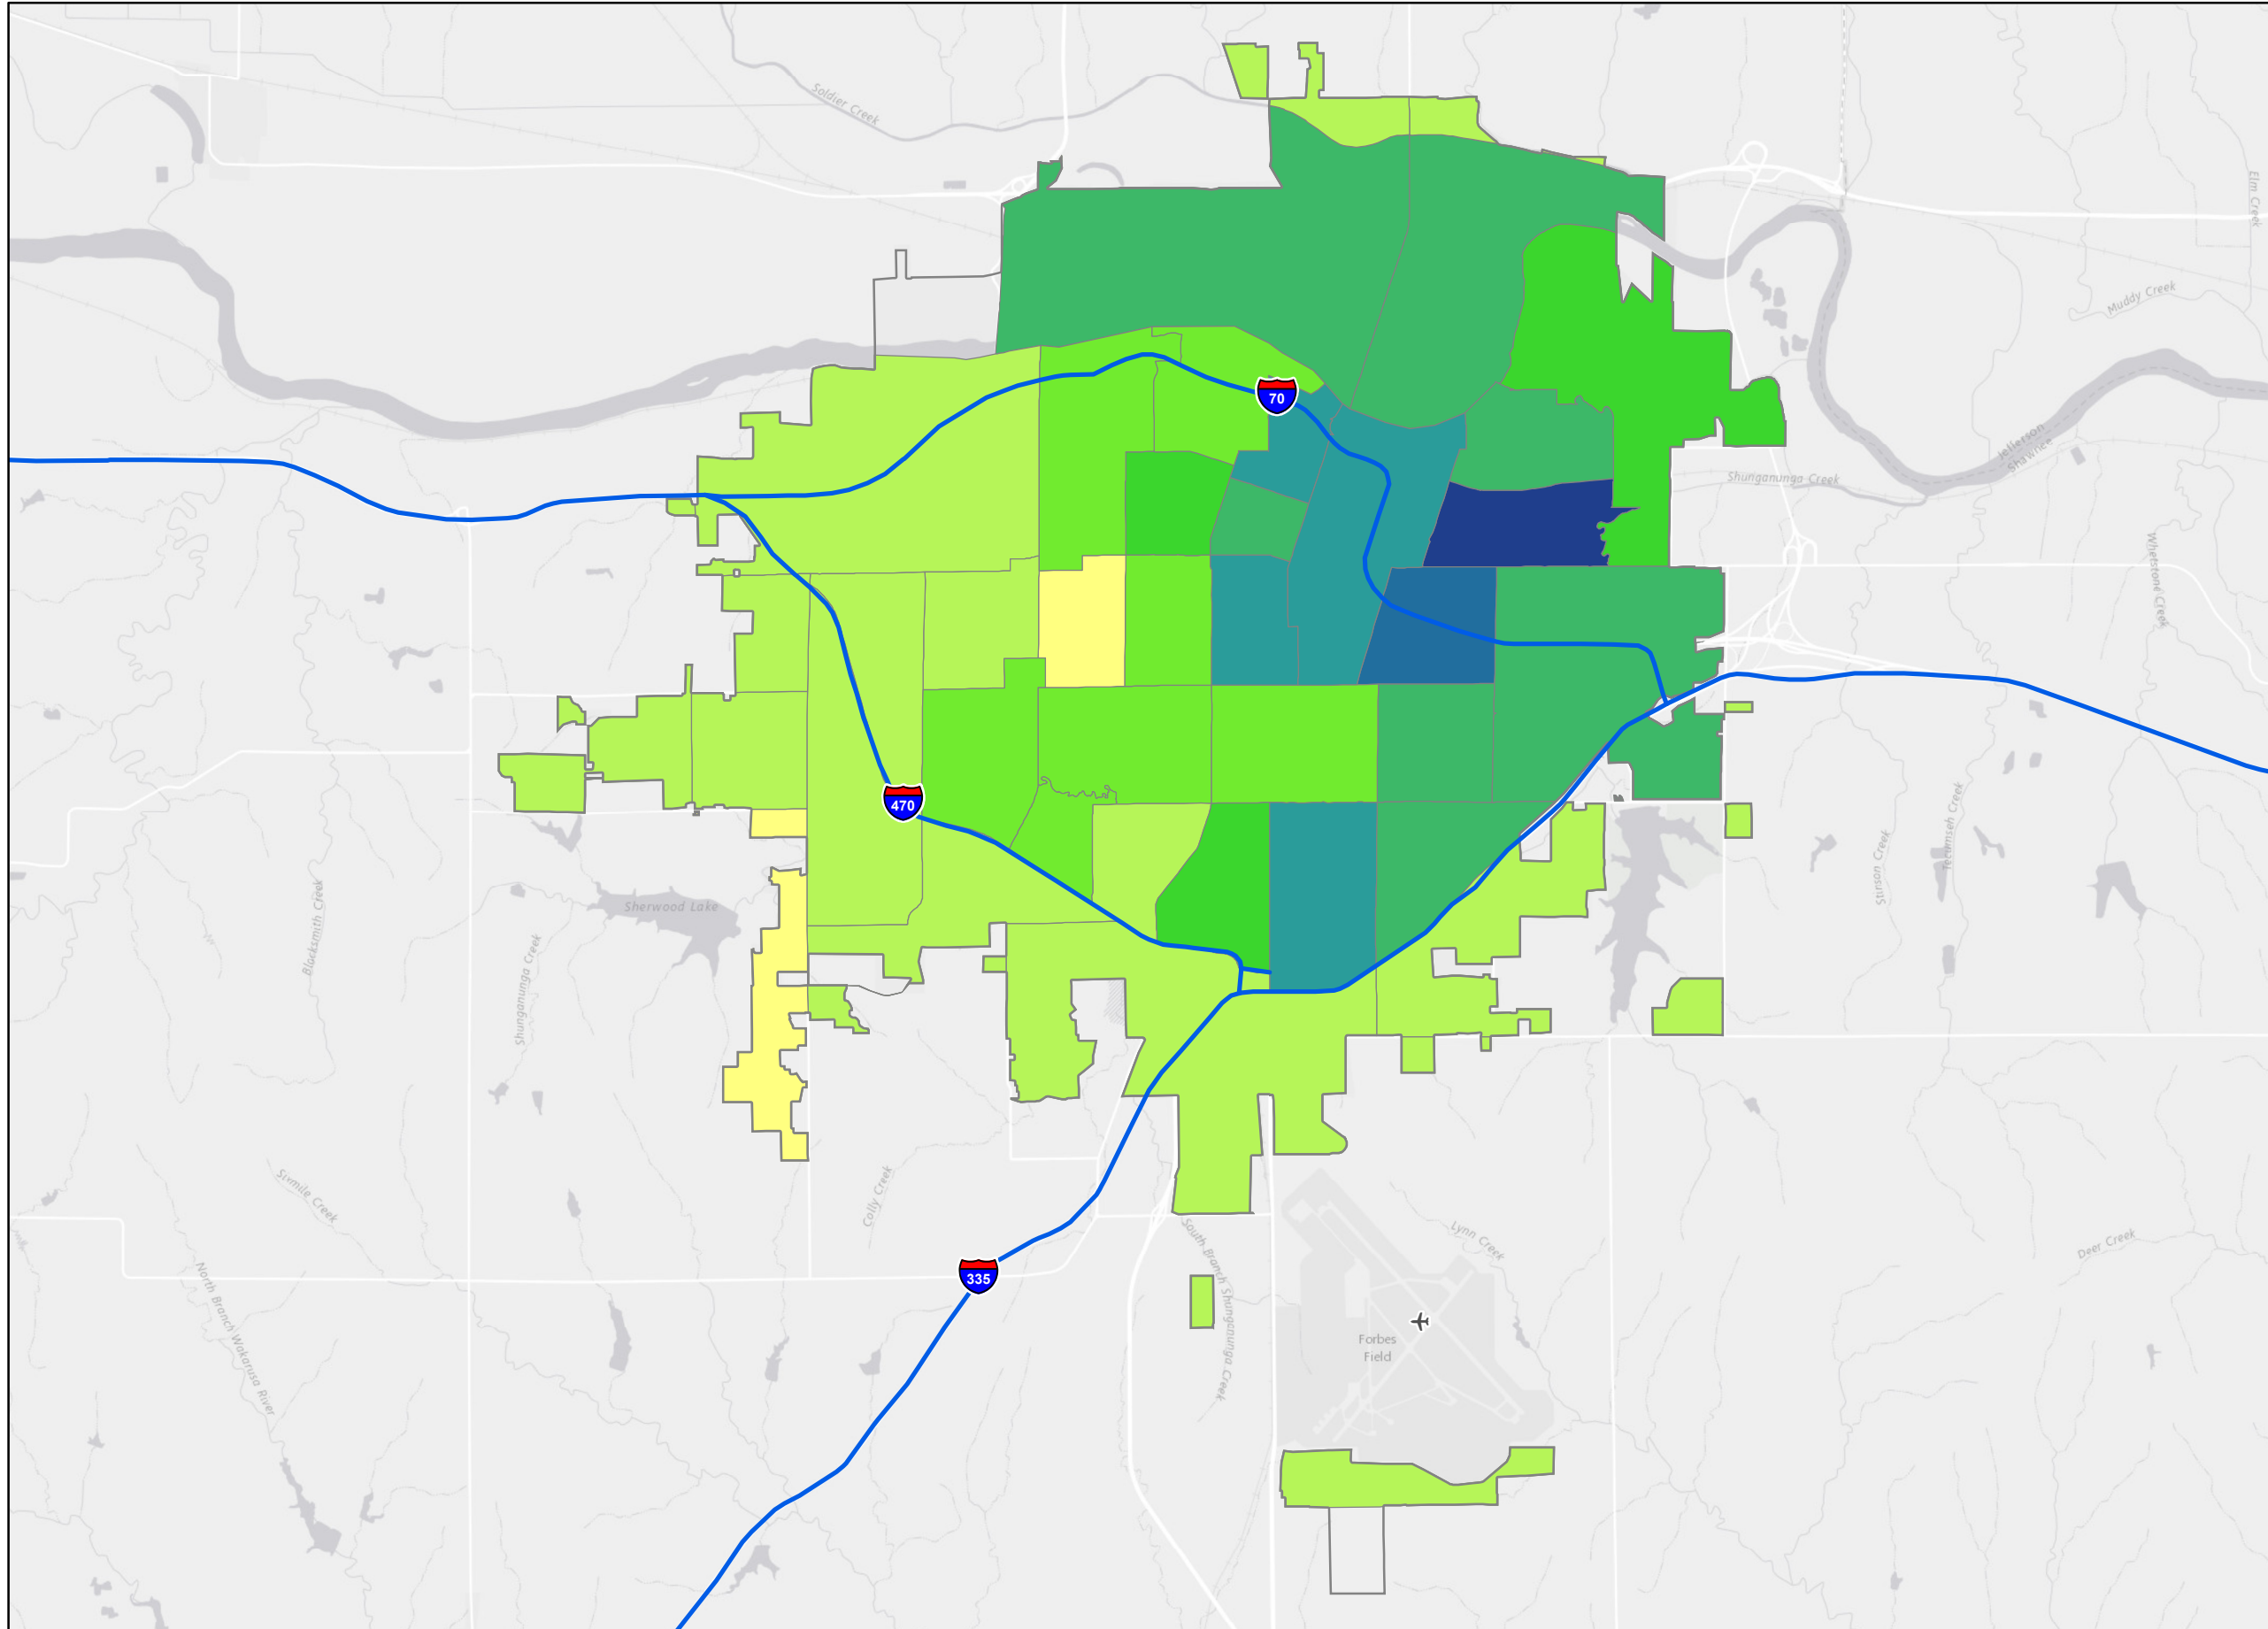 Soldier Creek
Elm Creek
Muddy Creek
70
Jefferson
Shawnee
Shunganunga Creek
Whetstone Creek
470
Sherwood Lake
Blacksmith Creek
Shunganunga Creek
Stinson Creek
Tecumseh Creek
Sixmile Creek
Colly Creek
North Branch Wakarusa River
South Branch Shunganunga Creek
Lynn Creek
Deer Creek
335
Forbes
Field